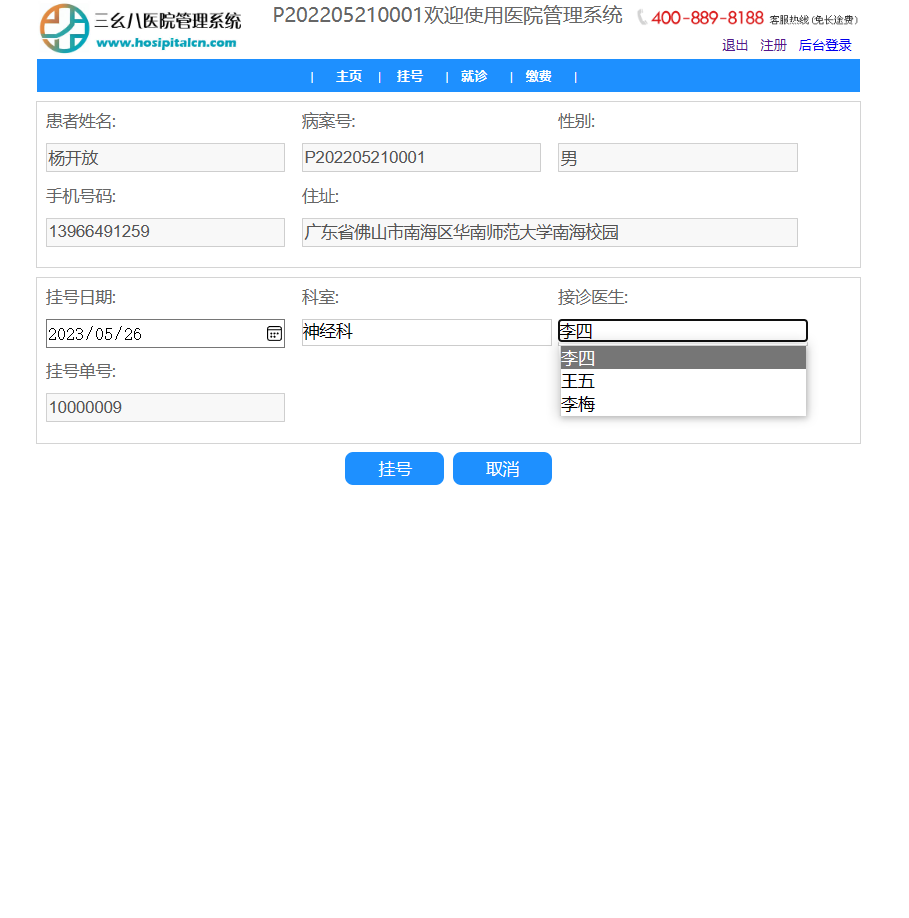 三幺八医院管理系统
www.hosipitalcn.com
P202205210001欢迎使用医院管理系统
400-889-8188 客服热线(免长途费)
退出 注册 后台登录
| 主页 | 挂号 | 就诊 | 缴费 |
患者姓名: 病案号: 性别:
杨开放 P202205210001 男
手机号码: 住址:
13966491259 广东省佛山市南海区华南师范大学南海校园
挂号日期: 科室: 接诊医生:
2023/05/26 神经科 李四
李四
挂号单号:
王五
10000009 李梅
挂号 取消